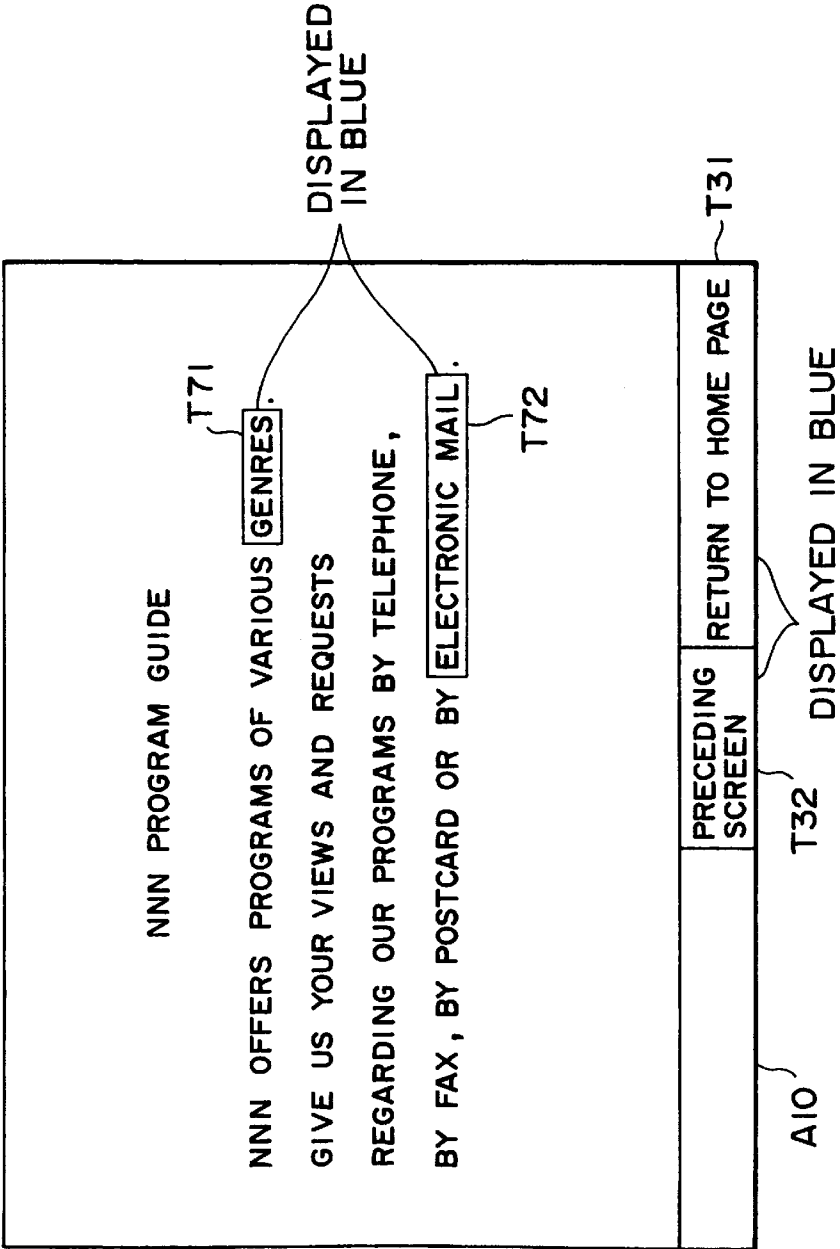 NNN PROGRAM GUIDE
T71
NNN OFFERS PROGRAMS OF VARIOUS GENRES.
GIVE US YOUR VIEWS AND REQUESTS
REGARDING OUR PROGRAMS BY TELEPHONE,
BY FAX, BY POSTCARD OR BY ELECTRONIC MAIL.
T72
DISPLAYED
IN BLUE
PRECEDING
SCREEN
RETURN TO HOME PAGE
T31
A10
T32
DISPLAYED IN BLUE